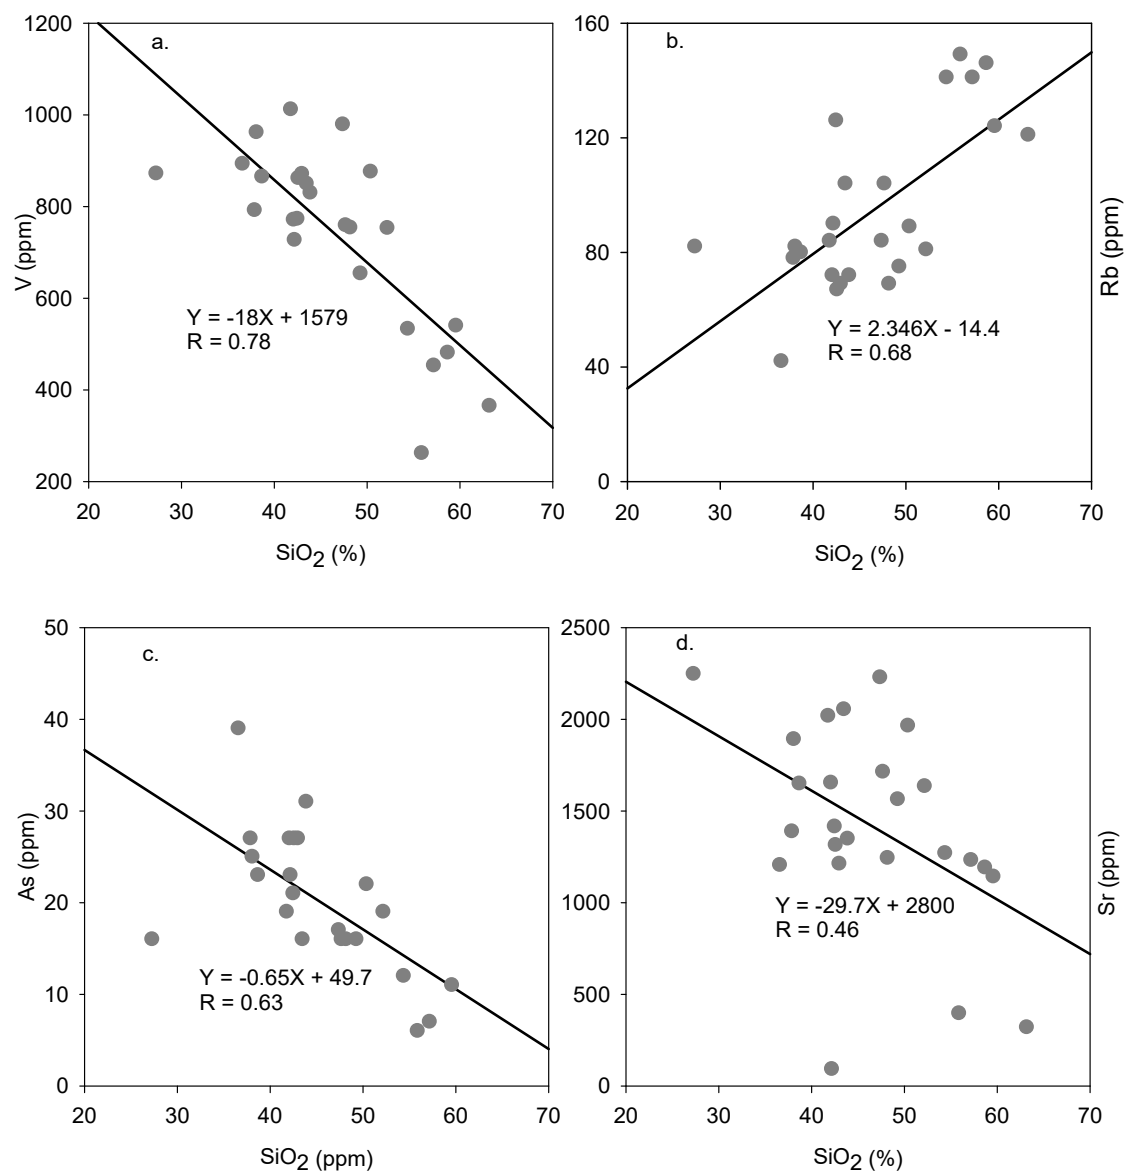 a.
1200
1000
800
600
400
200
V (ppm)
Y = -18X + 1579
R = 0.78
20 30 40 50 60 70
SiO2 (%)
b.
160
120
80
40
0
Rb (ppm)
Y = 2.346X - 14.4
R = 0.68
20 30 40 50 60 70
SiO2 (%)
c.
50
40
30
20
10
0
As (ppm)
Y = -0.65X + 49.7
R = 0.63
20 30 40 50 60 70
SiO2 (ppm)
d.
2500
2000
1500
1000
500
0
Sr (ppm)
Y = -29.7X + 2800
R = 0.46
20 30 40 50 60 70
SiO2 (%)